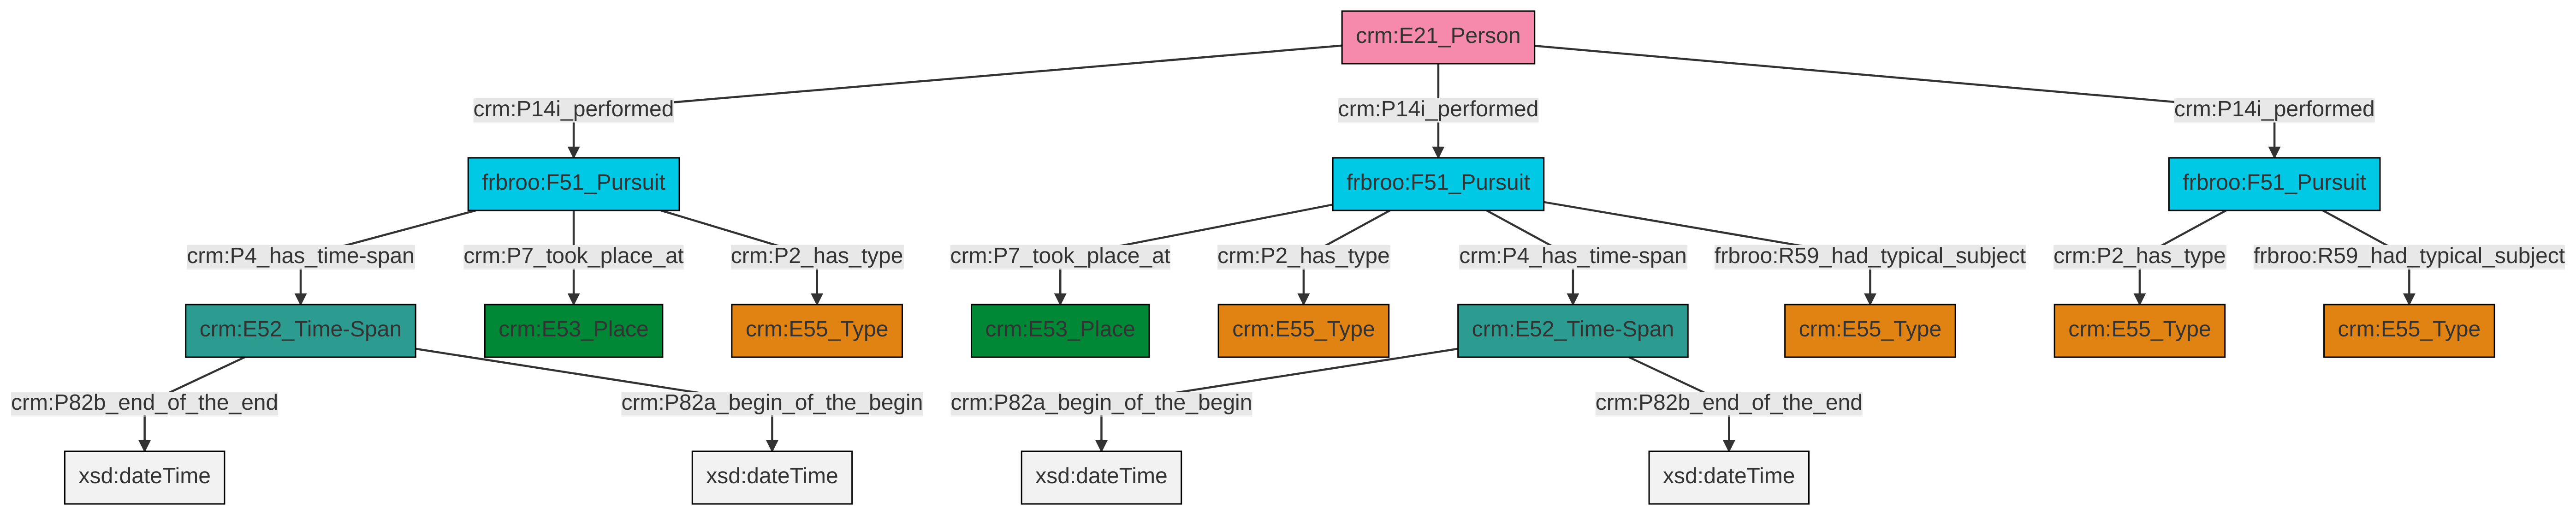 crm:E21_Person
crm:P14i_performed
crm:P14i_performed
crm:P14i_performed
frbroo:F51_Pursuit
frbroo:F51_Pursuit
frbroo:F51_Pursuit
crm:P4_has_time-span
crm:P7_took_place_at
crm:P2_has_type
crm:P7_took_place_at
crm:P2_has_type
crm:P4_has_time-span
frbroo:R59_had_typical_subject
crm:P2_has_type
frbroo:R59_had_typical_subject
crm:E52_Time-Span
crm:E53_Place
crm:E55_Type
crm:E53_Place
crm:E55_Type
crm:E52_Time-Span
crm:E55_Type
crm:E55_Type
crm:E55_Type
crm:P82b_end_of_the_end
crm:P82a_begin_of_the_begin
crm:P82a_begin_of_the_begin
crm:P82b_end_of_the_end
xsd:dateTime
xsd:dateTime
xsd:dateTime
xsd:dateTime